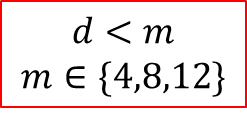 d < m
m ∈ {4,8,12}